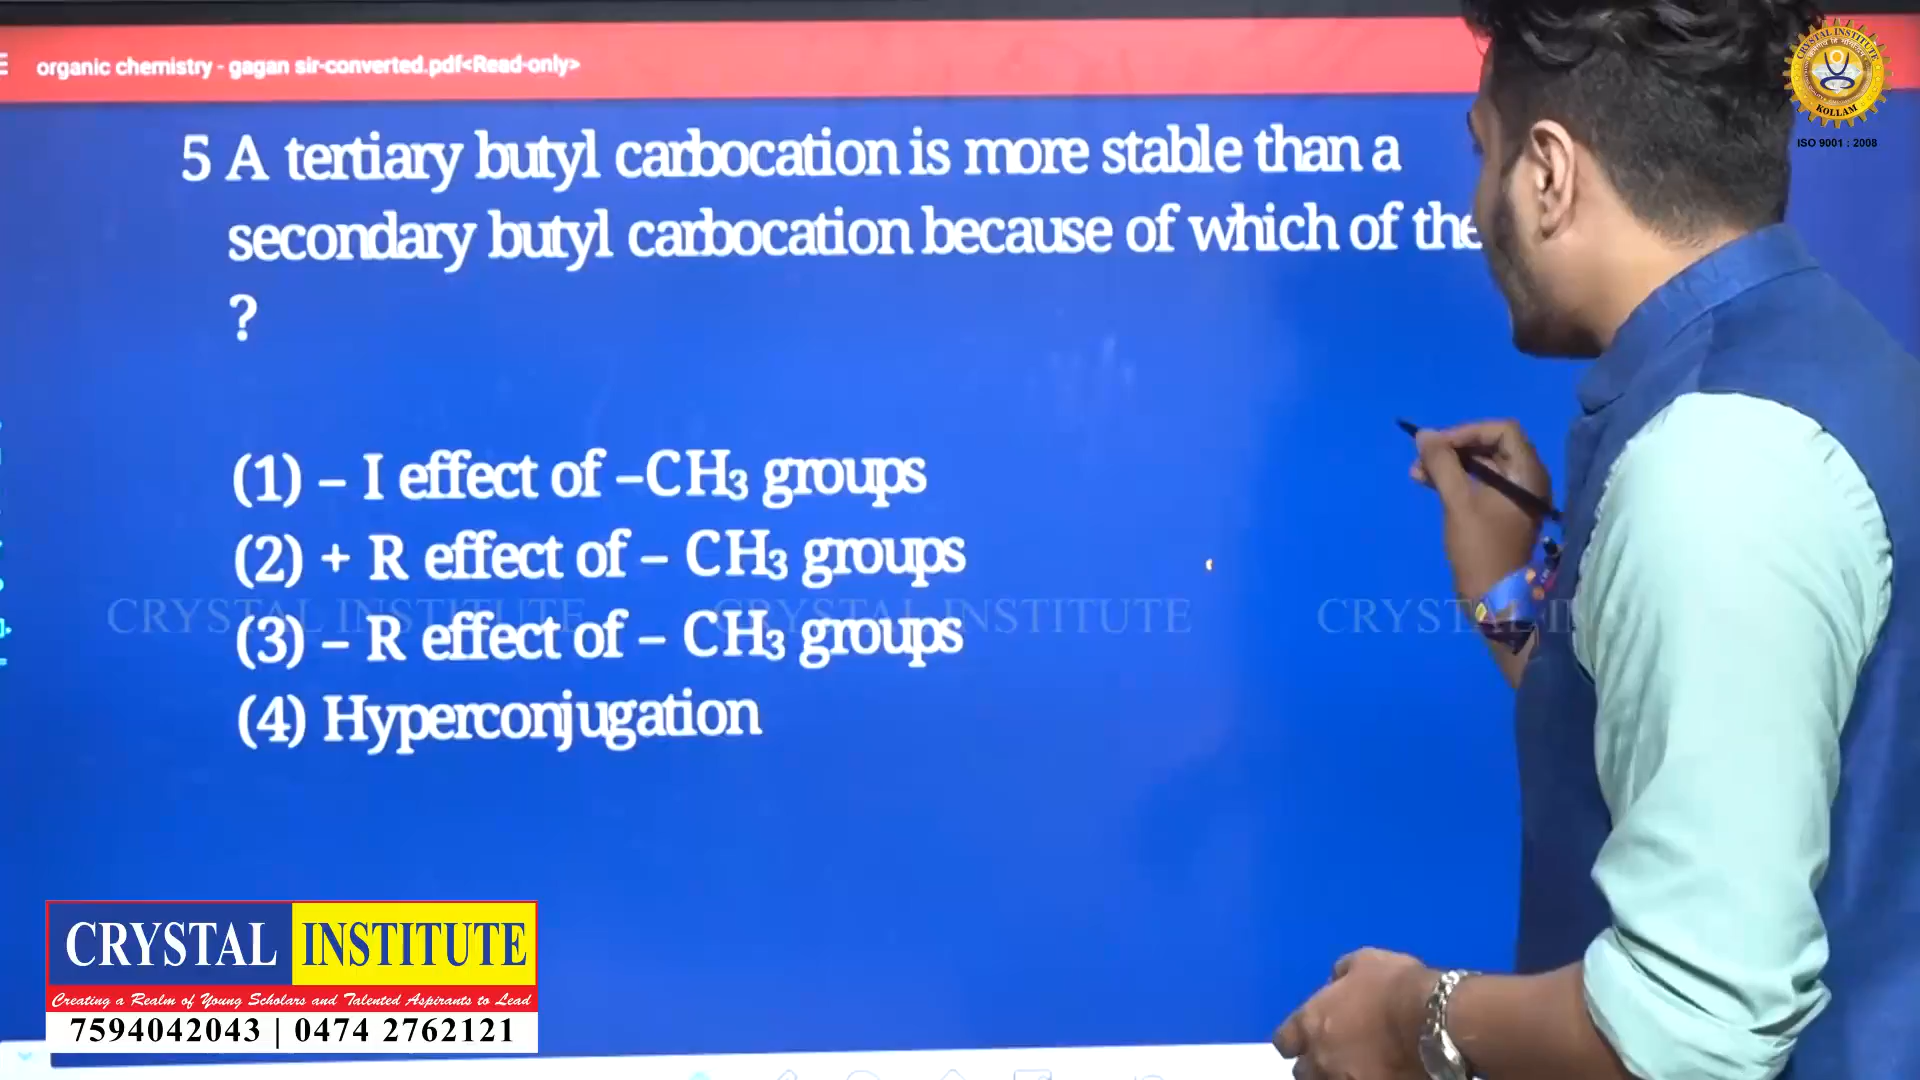 organic chemistry - gagan sir-converted.pdf<Read-only>
CRYSTAL INSTITUTE
KOLLAM
ISO 9001 : 2008
5 A tertiary butyl carbocation is more stable than a
secondary butyl carbocation because of which of the
?
(1) – I effect of –CH₃ groups
(2) + R effect of – CH₃ groups
CRYSTAL INSTITUTE CRYSTAL INSTITUTE CRYSTAL
(3) – R effect of – CH₃ groups
(4) Hyperconjugation
CRYSTAL INSTITUTE
Creating a Realm of Young Scholars and Talented Aspirants to Lead
7594042043 | 0474 2762121